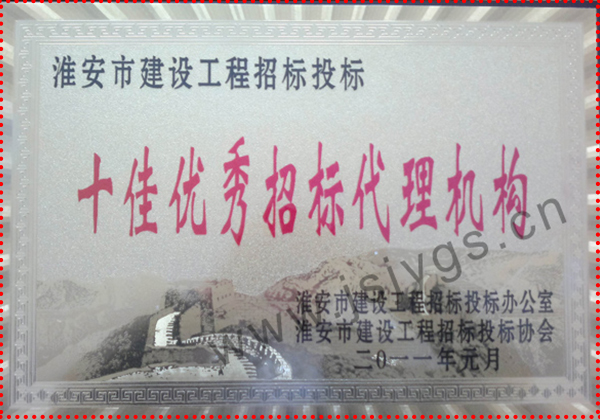 淮安市建设工程招标投标
十佳优秀招标代理机构
淮安市建设工程招标投标办公室
淮安市建设工程招标投标协会
二0一一年元月
www.jsjygs.cn